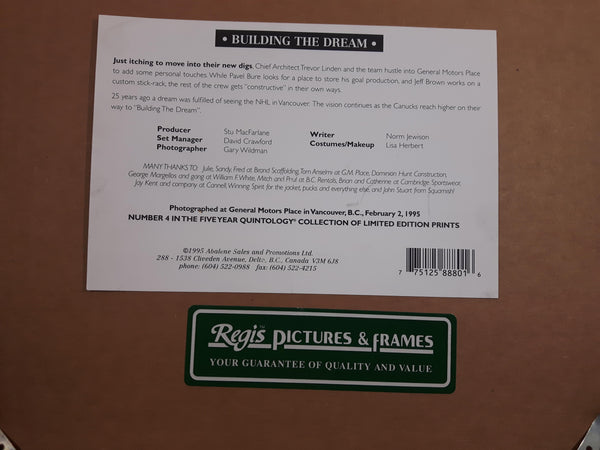 • BUILDING THE DREAM •
Just itching to move into their new digs, Chief Architect Trevor Linden and the team hustle into General Motors Place
to add some personal touches. While Pavel Bure looks for a place to store his goal production, and Jeff Brown works on a
custom stick-rack, the rest of the crew gets "constructive" in their own ways.
25 years ago a dream was fulfilled of seeing the NHL in Vancouver. The vision continues as the Canucks reach higher on their
way to "Building The Dream".
Producer Stu MacFarlane Writer Norm Jewison
Set Manager David Crawford Costumes/Makeup Lisa Herbert
Photographer Gary Wildman
MANY THANKS TO: Julie, Sandy, Fred at Brand Scaffolding, Tom Anselmi at G.M. Place, Dominion Hunt Construction,
George Margellos and gang at William F. White, Mitch and Prul at B.C. Rentals, Brian and Catherine at Cambridge Sportswear,
Jay Kent and company at Connell, Winning Spirit for the jacket, pucks and everything else, and John Stuart from Squamish!
Photographed at General Motors Place in Vancouver, B.C., February 2, 1995
NUMBER 4 IN THE FIVE YEAR QUINTOLOGY® COLLECTION OF LIMITED EDITION PRINTS
©1995 Abalene Sales and Promotions Ltd.
288 - 1538 Cliveden Avenue, Delta, B.C., Canada V3M 6J8
phone: (604) 522-0988 fax: (604) 522-4215
7 75125 88801 6
Regis™ PICTURES & FRAMES
YOUR GUARANTEE OF QUALITY AND VALUE